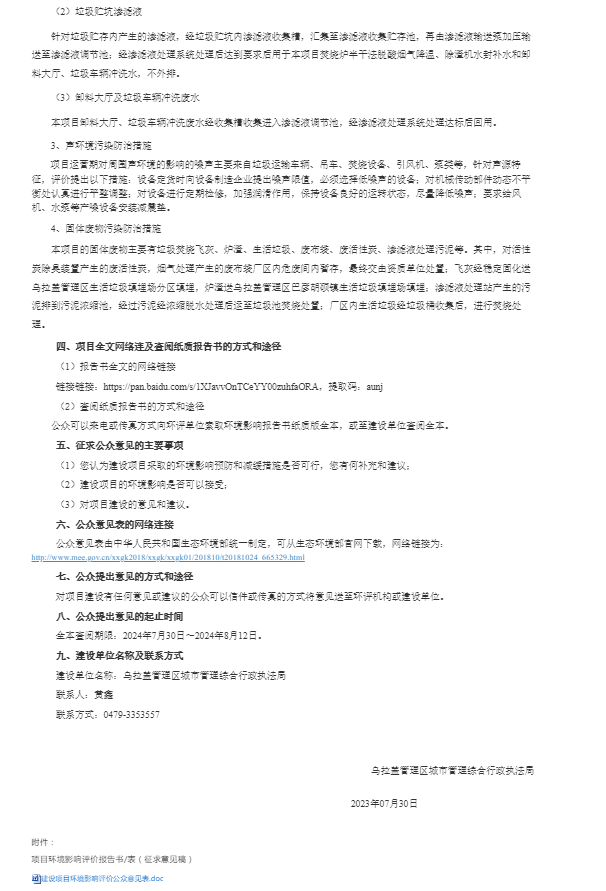 （2）垃圾贮坑渗滤液
针对垃圾贮存内产生的渗滤液，经垃圾贮坑内渗滤液收集槽，汇集至渗滤液收集贮存池，再由渗滤液输送泵加压输
送至渗滤液调节池；经渗滤液处理系统处理后达到要求后用于本项目焚烧炉半干法脱酸烟气降温、除渣机水封补水和卸
料大厅、垃圾车辆冲洗水，不外排。
（3）卸料大厅及垃圾车辆冲洗废水
本项目卸料大厅、垃圾车辆冲洗废水经收集槽收集进入渗滤液调节池，经渗滤液处理系统处理达标后回用。
3、声环境污染防治措施
项目运营期对周围声环境的影响的噪声主要来自垃圾运输车辆、吊车、焚烧设备、引风机、泵类等，针对声源特
征，评价提出以下措施：设备定货时向设备制造企业提出噪声限值，必须选择低噪声的设备；对机械传动部件动态不平
衡处认真进行平整调整；对设备进行定期检修，加强润滑作用，保持设备良好的运转状态，尽量降低噪声；要求给风
机、水泵等产噪设备安装减震垫。
4、固体废物污染防治措施
本项目的固体废物主要有垃圾焚烧飞灰、炉渣、生活垃圾、废布袋、废活性炭、渗滤液处理污泥等。其中，对活性
炭除臭装置产生的废活性炭，烟气处理产生的废布袋厂区内危废间内暂存，最终交由资质单位处置；飞灰经稳定固化送
乌拉盖管理区生活垃圾填埋场分区填埋，炉渣送乌拉盖管理区巴彦胡硕镇生活垃圾填埋场填埋；渗滤液处理站产生的污
泥排到污泥浓缩池，经过污泥经浓缩脱水处理后运至垃圾池焚烧处置；厂区内生活垃圾经垃圾桶收集后，进行焚烧处
理。
四、项目全文网络连及查阅纸质报告书的方式和途径
（1）报告书全文的网络链接
链接链接：https://pan.baidu.com/s/1XJavvOnTCeYY00zuhfaORA，提取码：aunj
（2）查阅纸质报告书的方式和途径
公众可以来电或传真方式向环评单位索取环境影响报告书纸质版全本，或至建设单位查阅全本。
五、征求公众意见的主要事项
（1）您认为建设项目采取的环境影响预防和减缓措施是否可行，您有何补充和建议；
（2）建设项目的环境影响是否可以接受；
（3）对项目建设的意见和建议。
六、公众意见表的网络连接
公众意见表由中华人民共和国生态环境部统一制定，可从生态环境部官网下载，网络链接为：
http://www.mee.gov.cn/xxgk2018/xxgk/xxgk01/201810/t20181024_665329.html
七、公众提出意见的方式和途径
对项目建设有任何意见或建议的公众可以信件或传真的方式将意见送至环评机构或建设单位。
八、公众提出意见的起止时间
全本查阅期限：2024年7月30日～2024年8月12日。
九、建设单位名称及联系方式
建设单位名称：乌拉盖管理区城市管理综合行政执法局
联系人：黄鑫
联系方式：0479-3353557
乌拉盖管理区城市管理综合行政执法局
2023年07月30日
附件：
项目环境影响评价报告书/表（征求意见稿）
建设项目环境影响评价公众意见表.doc